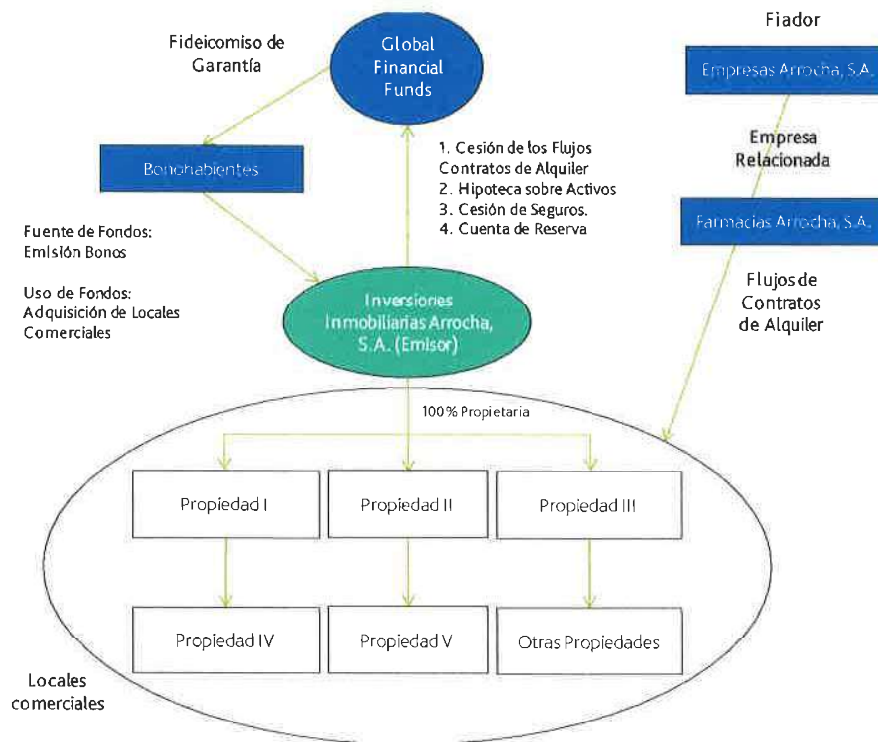 Fideicomiso de
Garantía
Global
Financial
Funds
Fiador
Empresas Arrocha, S.A.
Bonohabientes
1. Cesión de los Flujos
Contratos de Alquiler
2. Hipoteca sobre Activos
3. Cesión de Seguros.
4. Cuenta de Reserva
Empresa
Relacionada
Farmacias Arrocha, S.A.
Fuente de Fondos:
Emisión Bonos
Uso de Fondos:
Adquisición de Locales
Comerciales
Inversiones
Inmobiliarias Arrocha,
S.A. (Emisor)
Flujos de
Contratos
de Alquiler
100% Propietaria
Propiedad I
Propiedad II
Propiedad III
Propiedad IV
Propiedad V
Otras Propiedades
Locales
comerciales